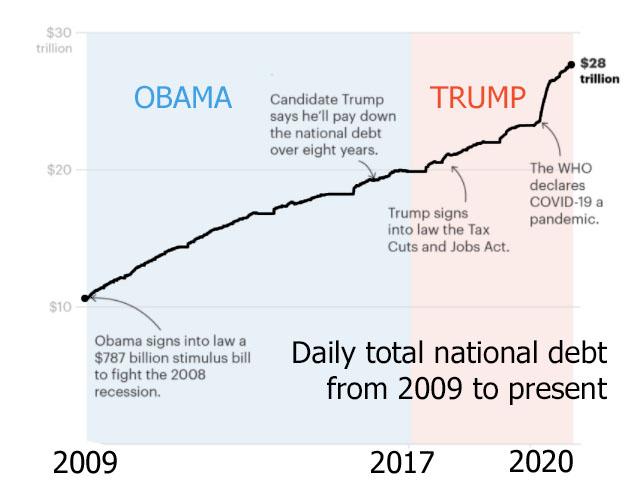 $30
trillion
OBAMA
TRUMP
$28
trillion
Candidate Trump
says he'll pay down
the national debt
over eight years.
$20
The WHO
declares
COVID-19 a
pandemic.
Trump signs
into law the Tax
Cuts and Jobs Act.
$10
Obama signs into law a
$787 billion stimulus bill
to fight the 2008
recession.
Daily total national debt
from 2009 to present
2009
2017
2020